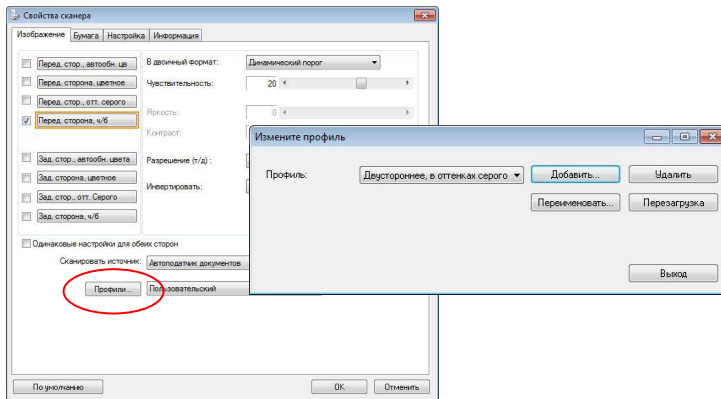 Свойства сканера
Изображение Бумага Настройка Информация
Перед. стор., автообн. цв
В двоичный формат: Динамический порог
Перед. сторона, цветное
Чувствительность: 20
Перед. стор., отт. серого
Яркость: 0
Перед. сторона, ч/б
Контраст:
Зад. стор., автообн. цвета
Разрешение (т/д) :
Зад. сторона, цветное
Инвертировать:
Зад. стор., отт. Серого
Зад. сторона, ч/б
Одинаковые настройки для обеих сторон
Сканировать источник: Автоподатчик документов
Профили... Пользовательский
По умолчанию OK Отменить
Измените профиль
Профиль: Двустороннее, в оттенках серого Добавить... Удалить
Переименовать... Перезагрузка
Выход